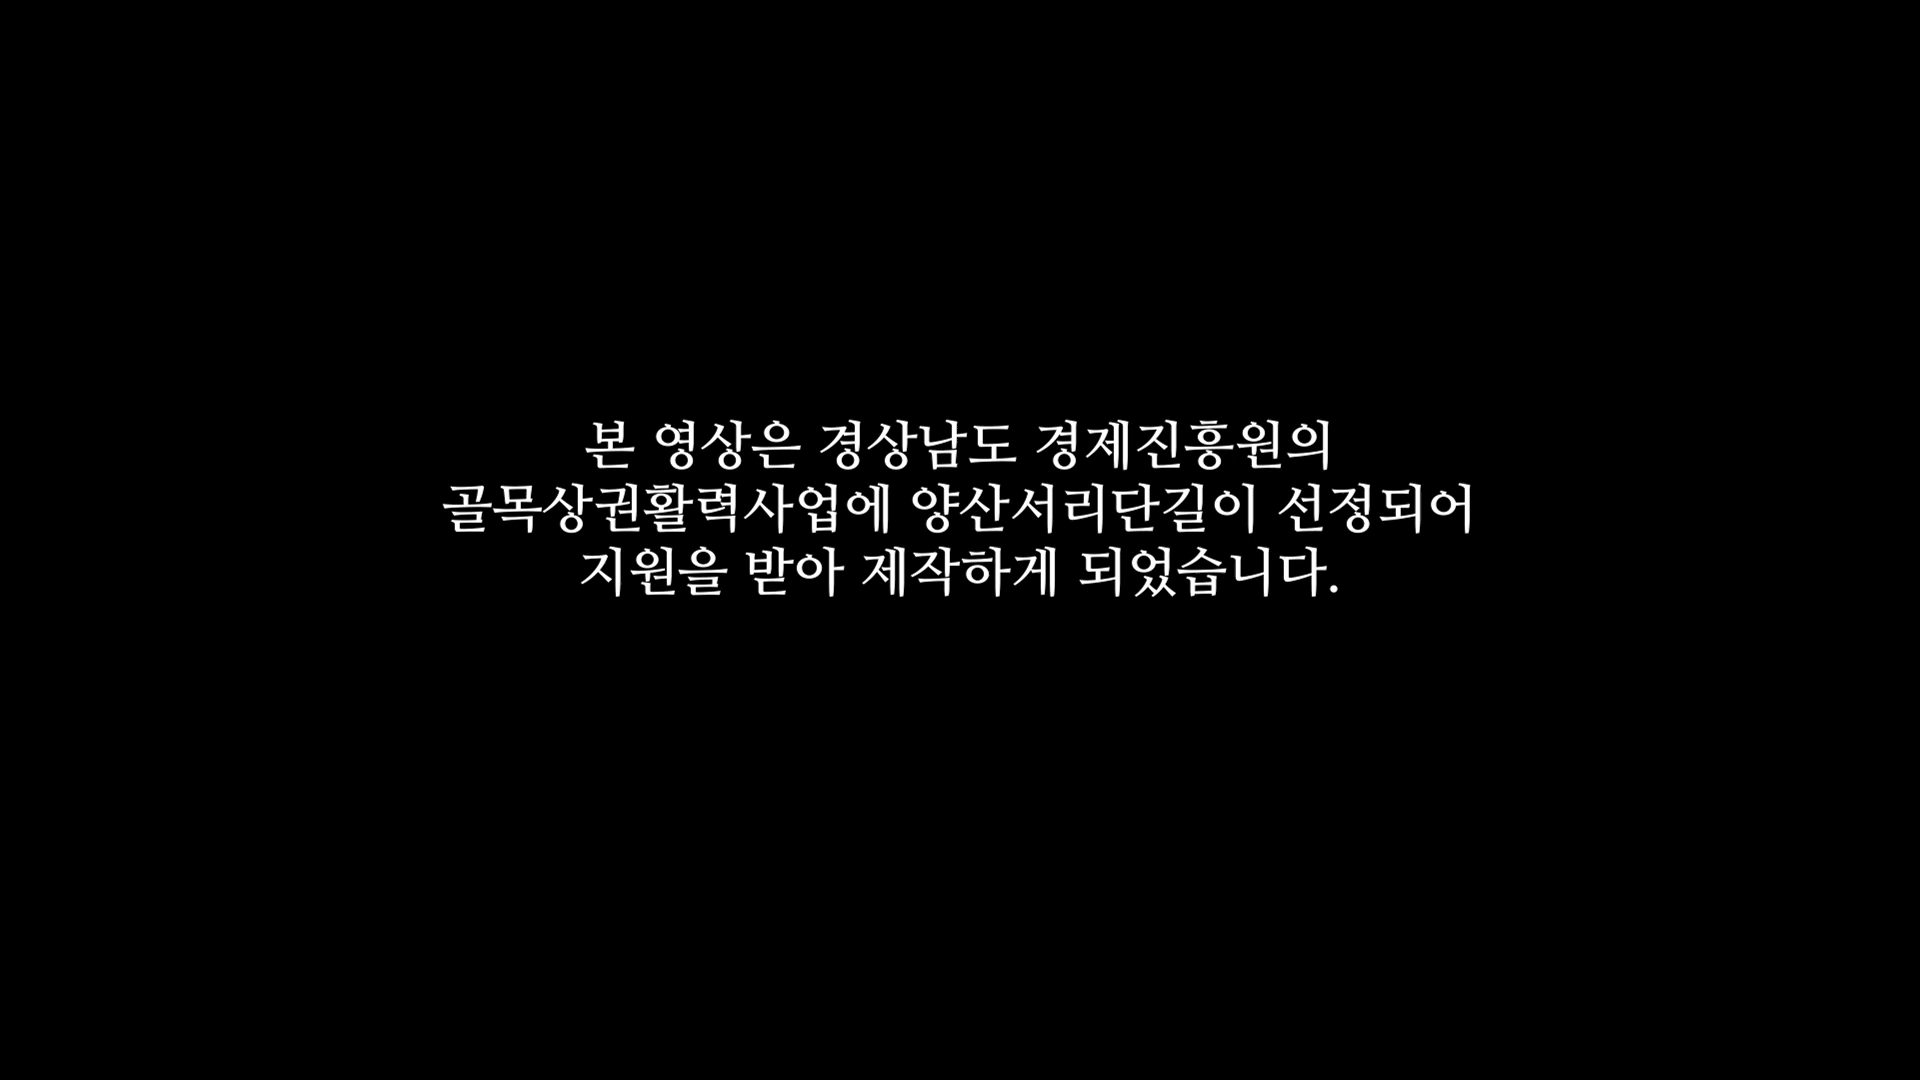 본 영상은 경상남도 경제진흥원의
골목상권활력사업에 양산서리단길이 선정되어
지원을 받아 제작하게 되었습니다.